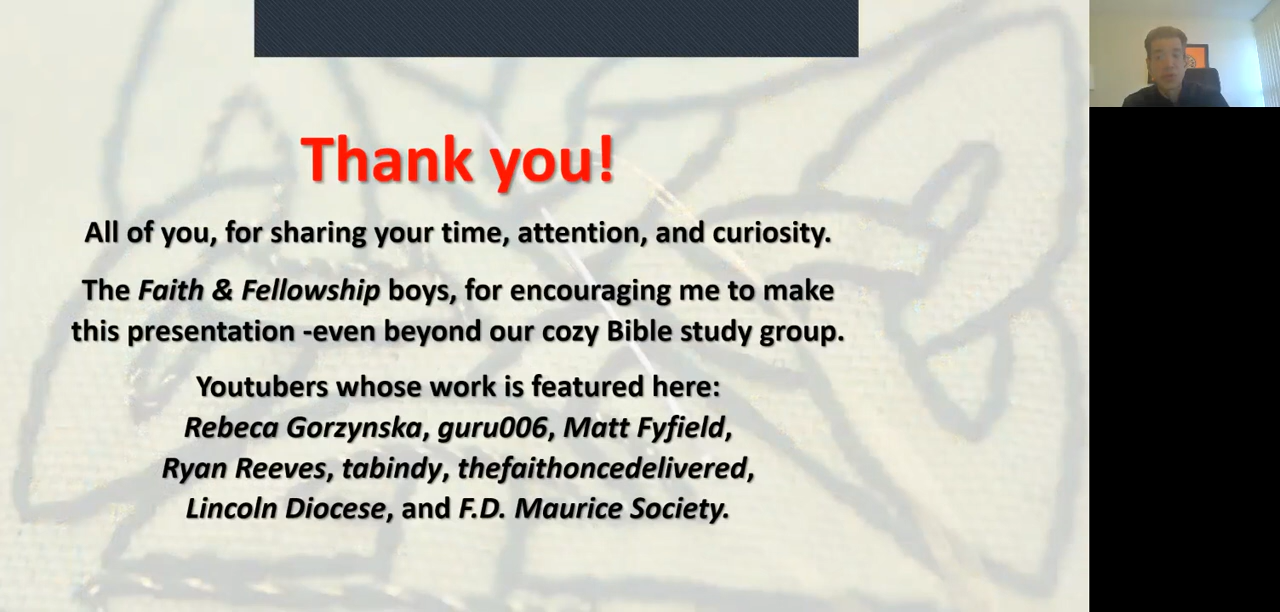 Thank you!
All of you, for sharing your time, attention, and curiosity.
The Faith & Fellowship boys, for encouraging me to make
this presentation -even beyond our cozy Bible study group.
Youtubers whose work is featured here:
Rebeca Gorzynska, guru006, Matt Fyfield,
Ryan Reeves, tabindy, thefaithoncedelivered,
Lincoln Diocese, and F.D. Maurice Society.